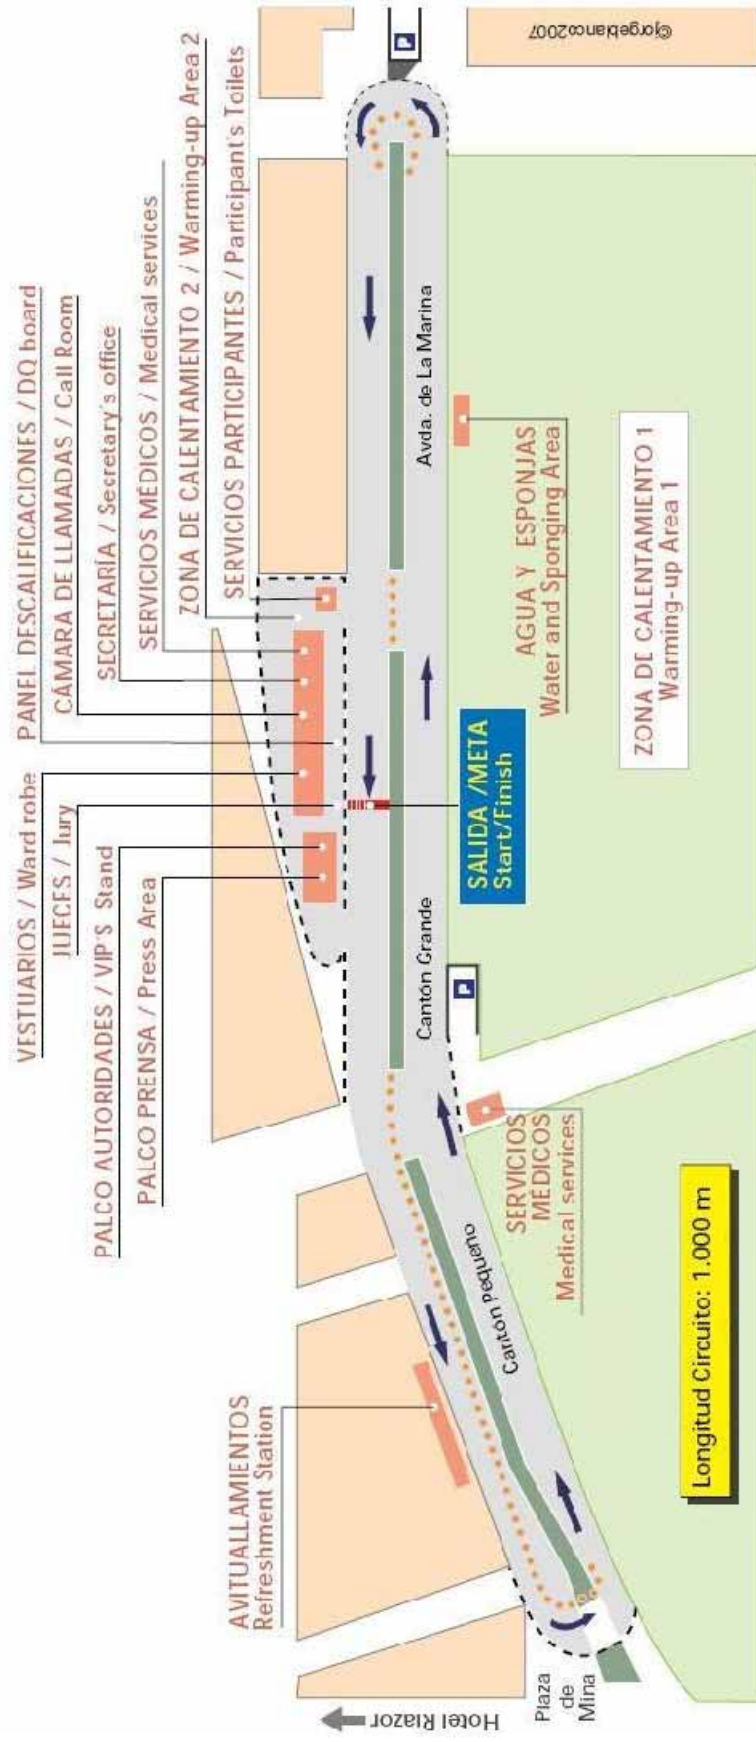 PANEL DESCALIFICACIONES / DQ board
CÁMARA DE LLAMADAS / Call Room
SECRETARÍA / Secretary's office
SERVICIOS MÉDICOS / Medical services
ZONA DE CALENTAMIENTO 2 / Warming-up Area 2
SERVICIOS PARTICIPANTES / Participant's Toilets
VESTUARIOS / Ward robe
JUECES / Jury
PALCO AUTORIDADES / VIP'S Stand
PALCO PRENSA / Press Area
AVITUALLAMIENTOS
Refreshment Station
Hotel Riazor
Plaza
de
Mina
Cantón Pequeno
Cantón Grande
Avda. de La Marina
P
P
SALIDA /META
Start/Finish
AGUA Y ESPONJAS
Water and Sponging Area
SERVICIOS
MÉDICOS
Medical services
ZONA DE CALENTAMIENTO 1
Warming-up Area 1
Longitud Circuito: 1.000 m
©jorgeblanco2007